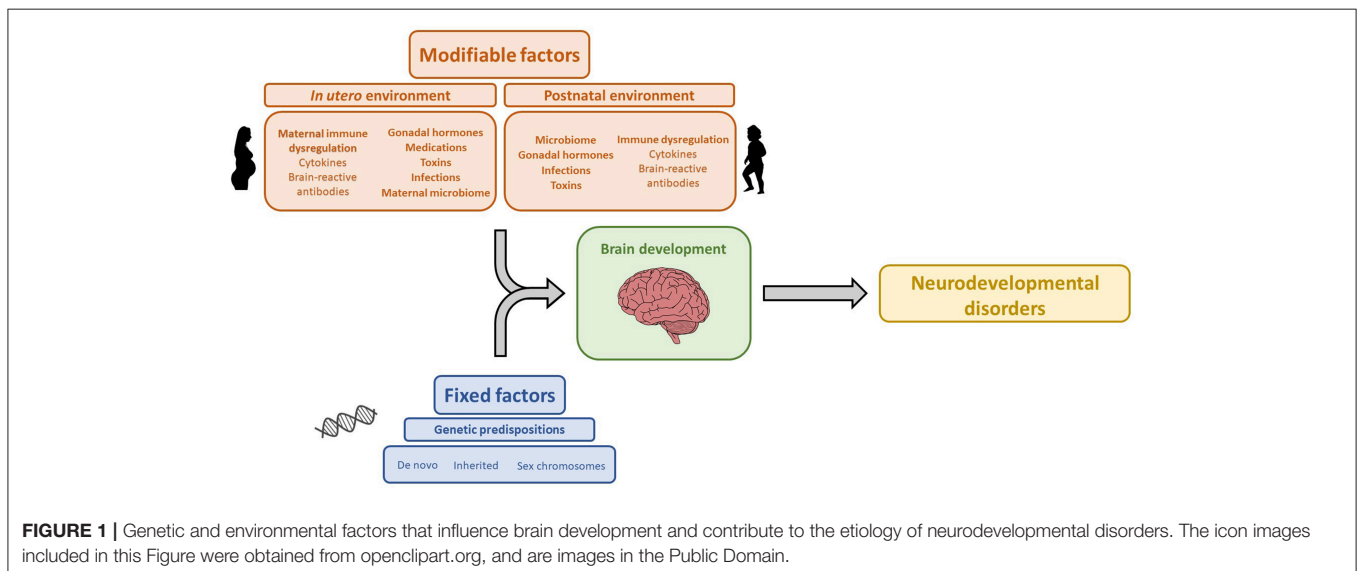 Modifiable factors
In utero environment
Maternal immune
dysregulation
Cytokines
Brain-reactive
antibodies
Gonadal hormones
Medications
Toxins
Infections
Maternal microbiome
Postnatal environment
Microbiome
Gonadal hormones
Infections
Toxins
Immune dysregulation
Cytokines
Brain-reactive
antibodies
Brain development
Neurodevelopmental
disorders
Fixed factors
Genetic predispositions
De novo Inherited Sex chromosomes
FIGURE 1 | Genetic and environmental factors that influence brain development and contribute to the etiology of neurodevelopmental disorders. The icon images
included in this Figure were obtained from openclipart.org, and are images in the Public Domain.